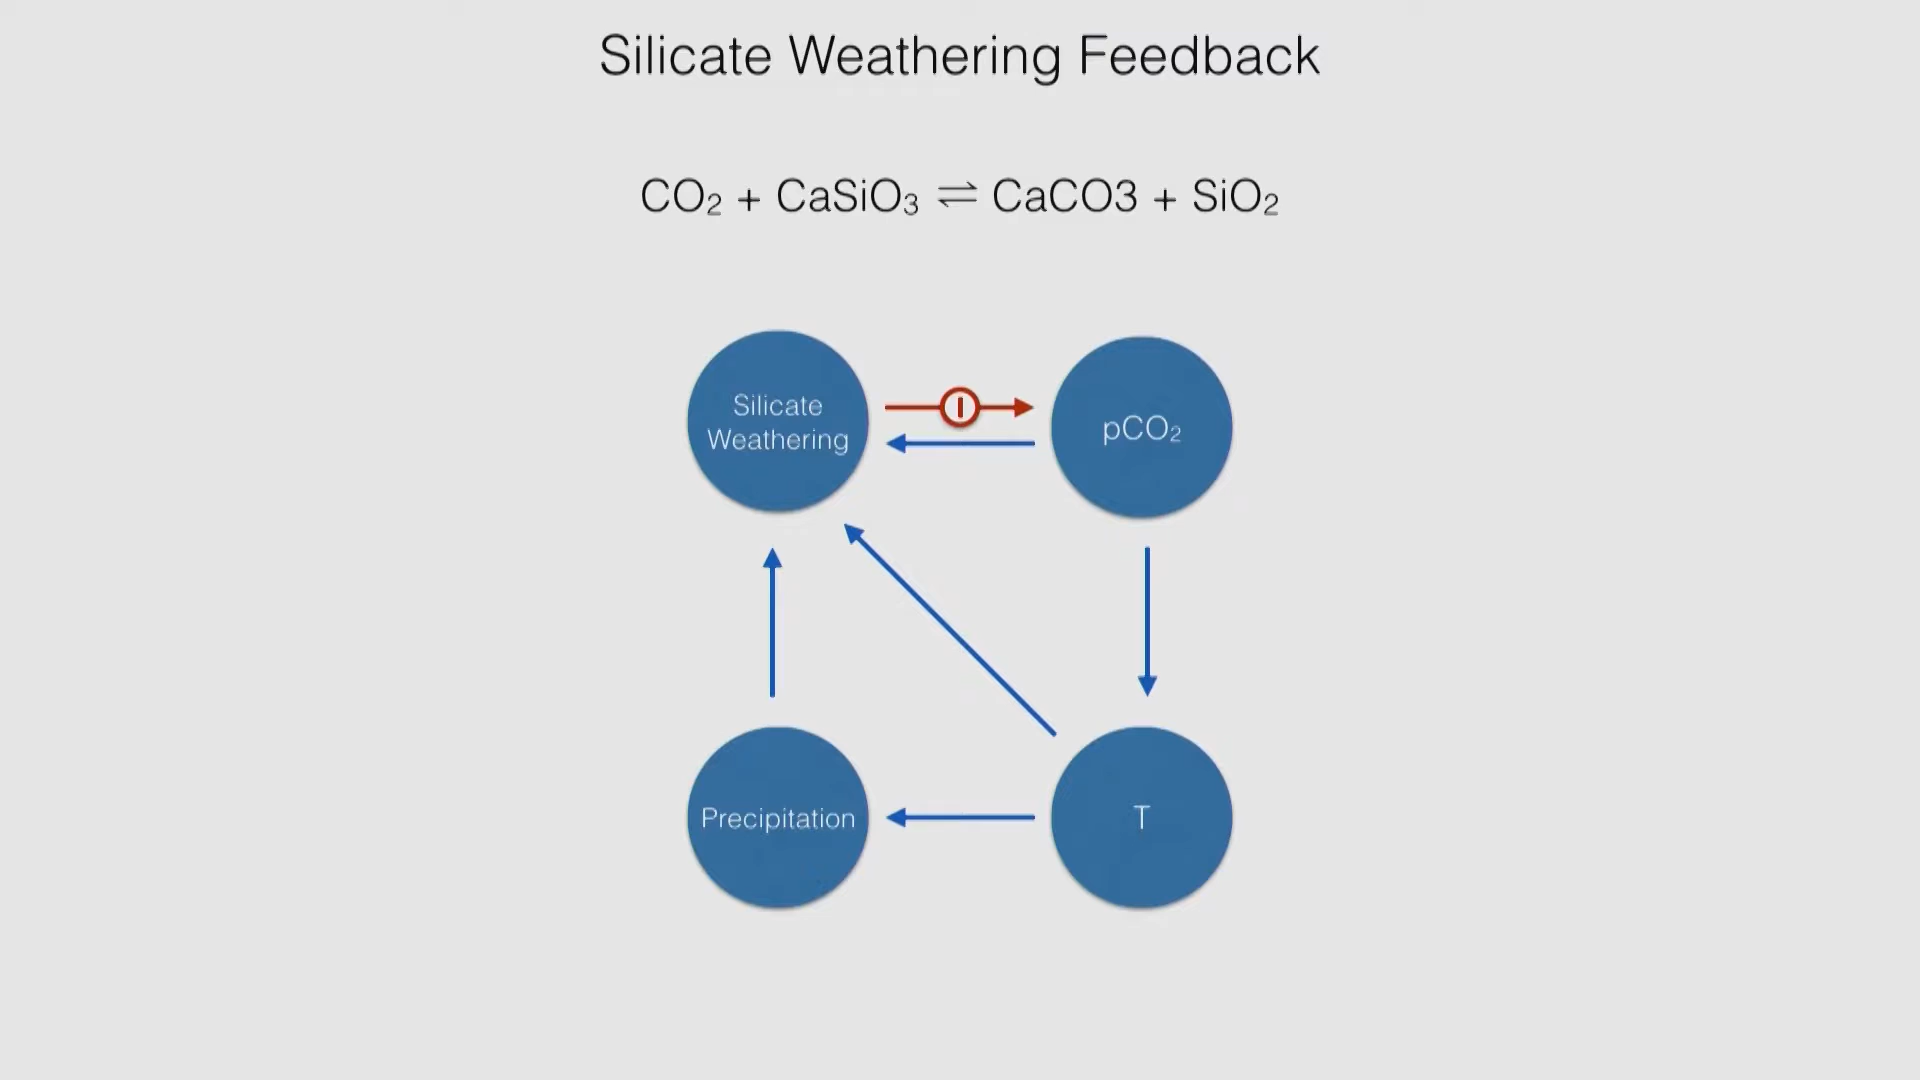 Silicate Weathering Feedback
CO₂ + CaSiO₃ ⇌ CaCO3 + SiO₂
Silicate
Weathering
pCO₂
Precipitation
T